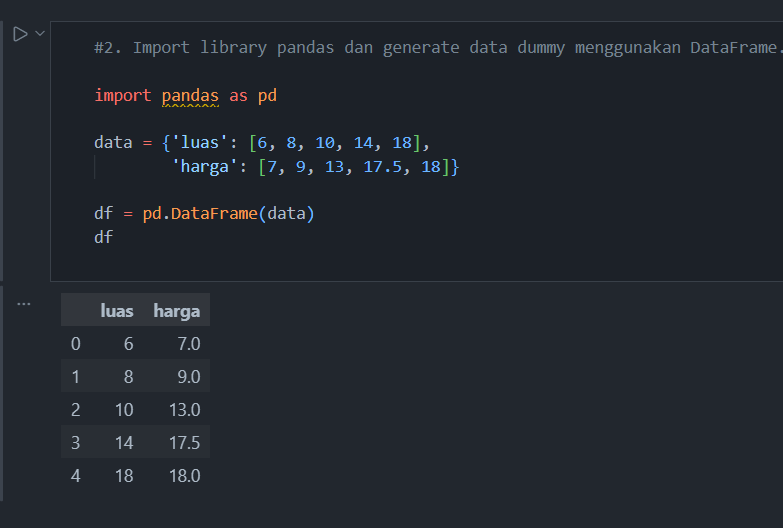 #2. Import library pandas dan generate data dummy menggunakan DataFrame.
import pandas as pd
data = {'luas': [6, 8, 10, 14, 18],
'harga': [7, 9, 13, 17.5, 18]}
df = pd.DataFrame(data)
df
...
luas harga
0 6 7.0
1 8 9.0
2 10 13.0
3 14 17.5
4 18 18.0